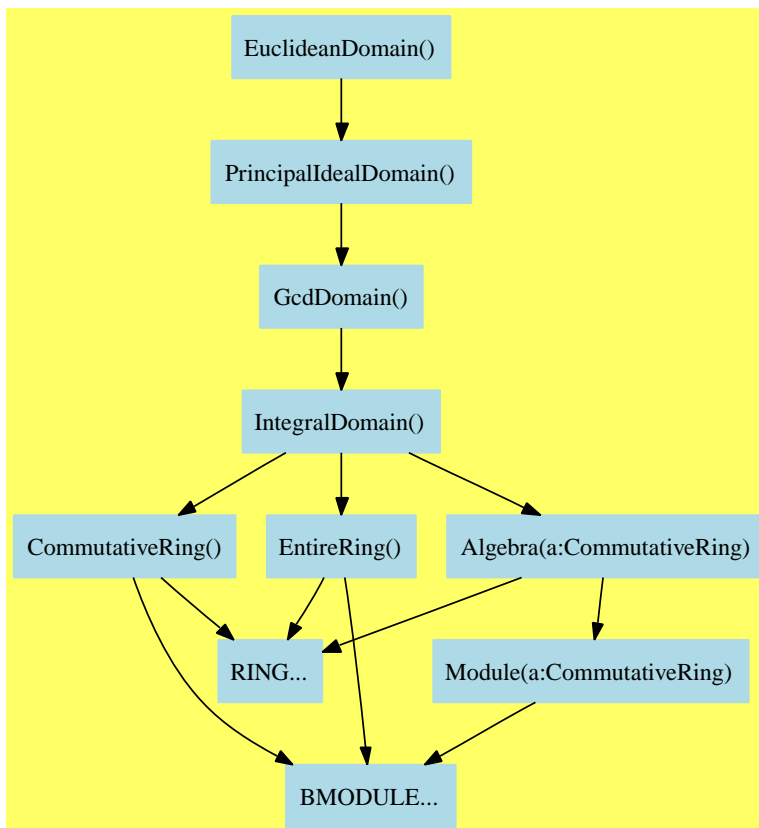 EuclideanDomain()
PrincipalIdealDomain()
GcdDomain()
IntegralDomain()
CommutativeRing()
EntireRing()
Algebra(a:CommutativeRing)
RING...
Module(a:CommutativeRing)
BMODULE...